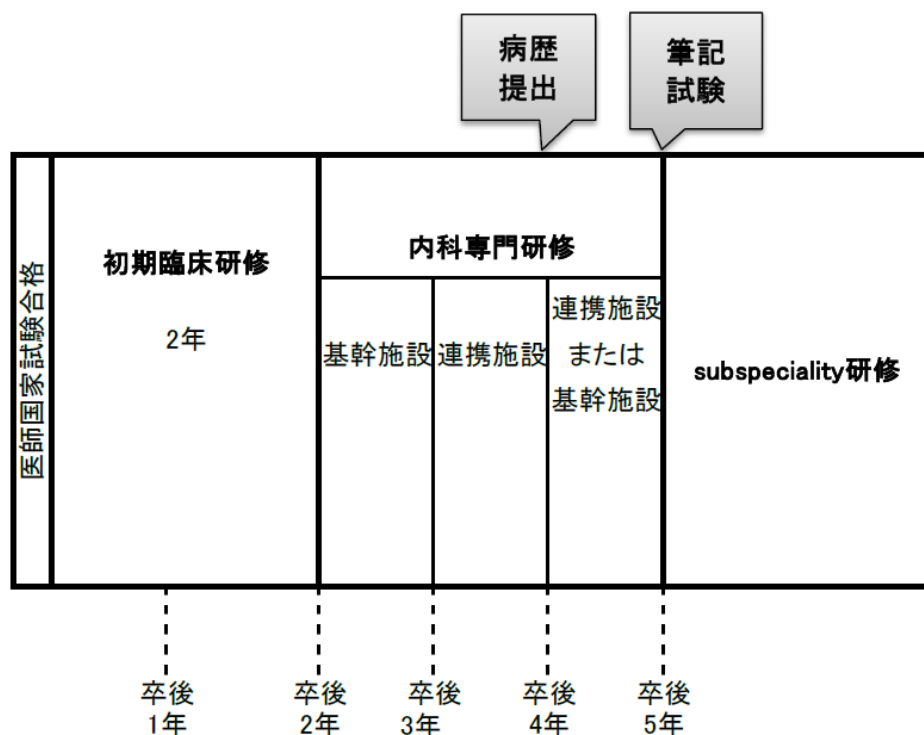 病歴
提出
筆記
試験
医師国家試験合格
初期臨床研修
2年
内科専門研修
基幹施設
連携施設
連携施設
または
基幹施設
subspeciality研修
卒後
1年
卒後
2年
卒後
3年
卒後
4年
卒後
5年